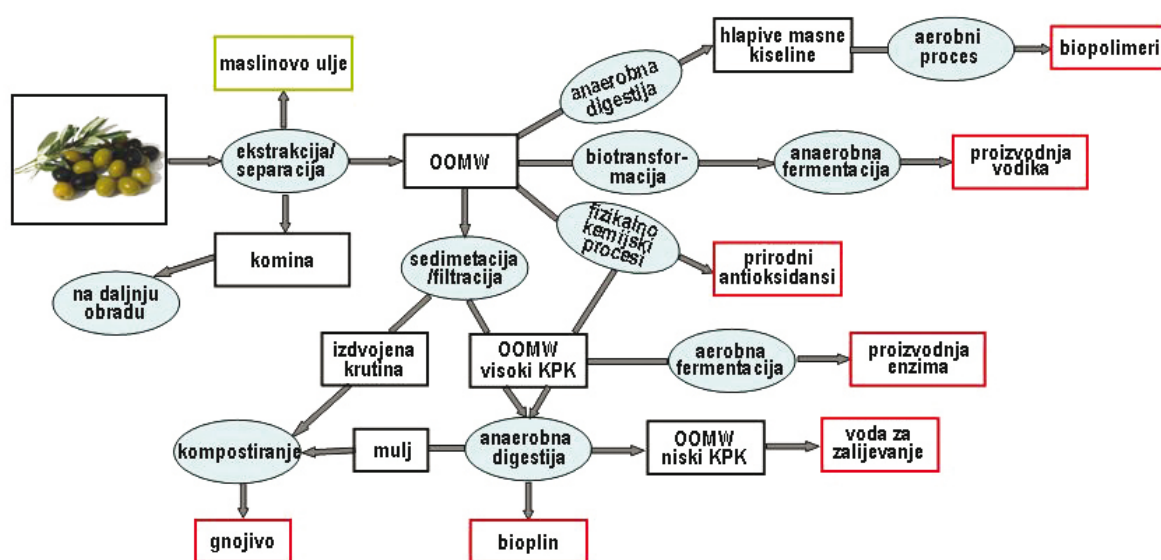 hlapive masne
kiseline
aerobni
proces
biopolimeri
maslinovo ulje
anaerobna
digestija
ekstrakcija/
separacija
OOMW
biotransfor-
macija
anaerobna
fermentacija
proizvodnja
vodika
fizikalno
kemijski
procesi
komina
sedimetacija
/filtracija
prirodni
antioksidansi
na daljnju
obradu
izdvojena
krutina
OOMW
visoki KPK
aerobna
fermentacija
proizvodnja
enzima
kompostiranje
mulj
anaerobna
digestija
OOMW
niski KPK
voda za
zalijevanje
gnojivo
bioplin